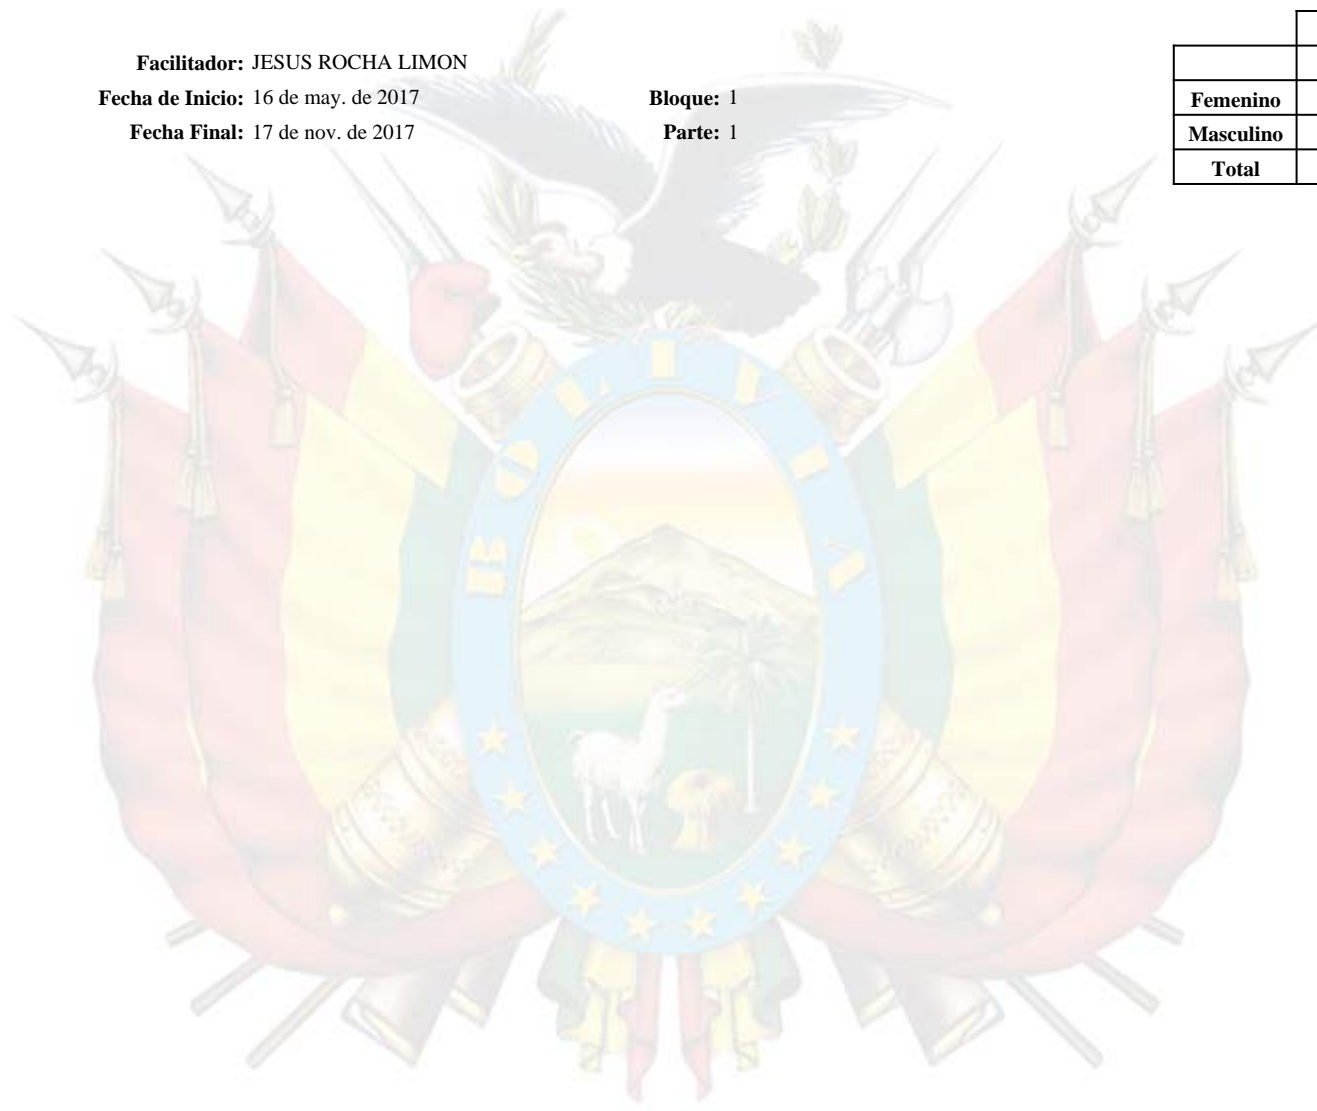 Facilitador: JESUS ROCHA LIMON
Fecha de Inicio: 16 de may. de 2017 Bloque: 1
Femenino
Fecha Final: 17 de nov. de 2017 Parte: 1
Masculino
Total
BOLIVIA